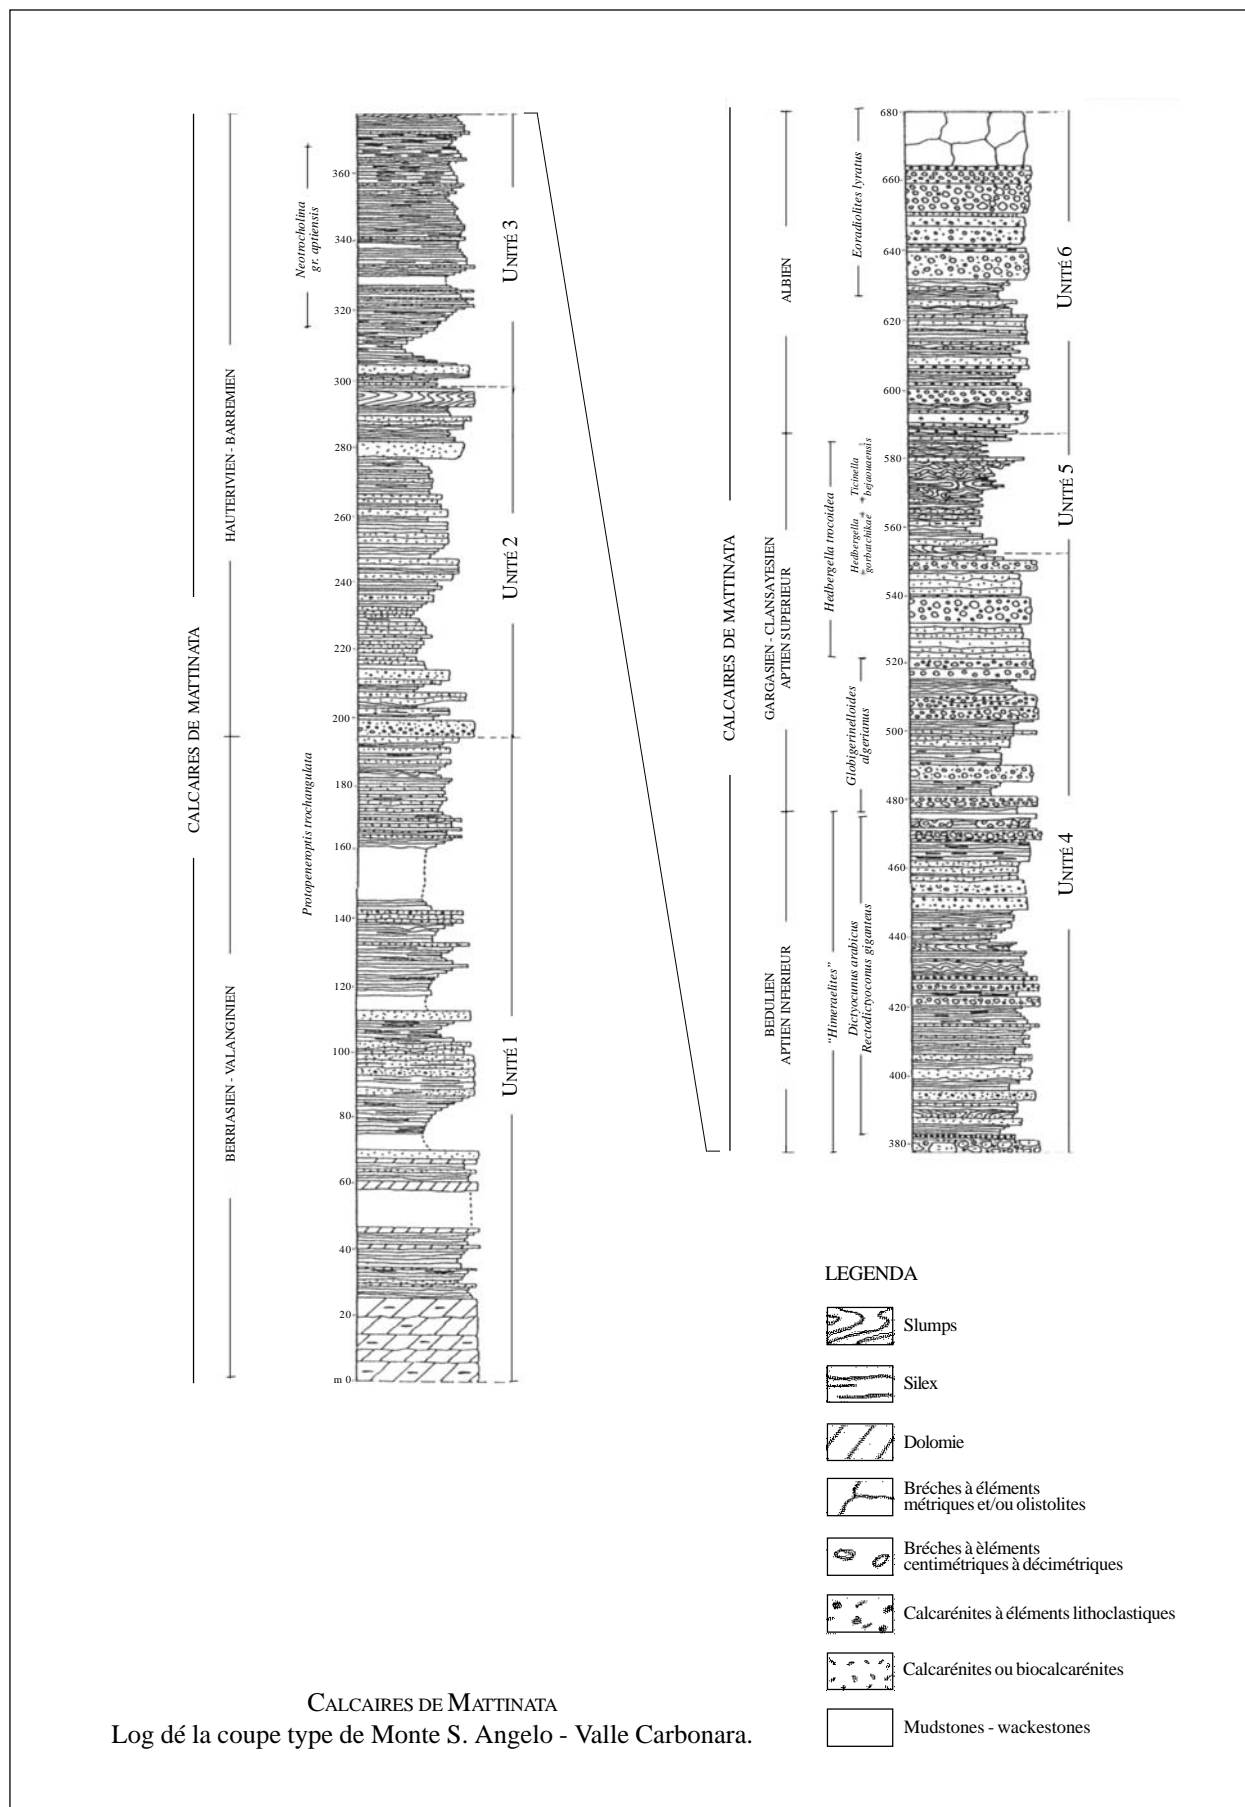 CALCAIRES DE MATTINATA
HAUTERIVIEN - BARREMIEN
BERRIASIEN - VALANGINIEN
Neotrocholina
gr. aptiensis
Protopeneroptis trochangulata
360
340
320
300
280
260
240
220
200
180
160
140
120
100
80
60
40
20
m 0
UNITÉ 3
UNITÉ 2
UNITÉ 1
CALCAIRES DE MATTINATA
ALBIEN
GARGASIEN - CLANSAYESIEN
APTIEN SUPERIEUR
BEDULIEN
APTIEN INFERIEUR
Eoradiolites lyratus
Hedbergella trocoidea
Hedbergella
* gorbatchikae *
Ticinella
* bejaouaensis
Globigerinelloides
algerianus
"Himeraelites"
Dictyocunus arabicus
Rectodictyoconus giganteus
680
660
640
620
600
580
560
540
520
500
480
460
440
420
400
380
UNITÉ 6
UNITÉ 5
UNITÉ 4
LEGENDA
Slumps
Silex
Dolomie
Bréches à éléments
métriques et/ou olistolites
Bréches à èléments
centimétriques à décimétriques
Calcarénites à éléments lithoclastiques
Calcarénites ou biocalcarénites
Mudstones - wackestones
CALCAIRES DE MATTINATA
Log dé la coupe type de Monte S. Angelo - Valle Carbonara.